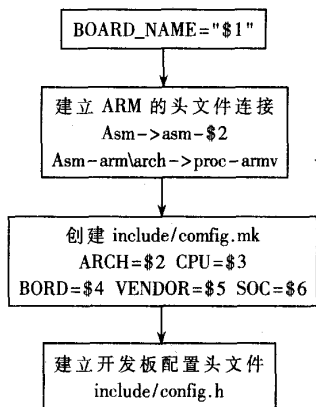 BOARD_NAME="$1"
建立 ARM 的头文件连接
Asm->asm-$2
Asm-arm\arch->proc-armv
创建 include/comfig.mk
ARCH=$2 CPU=$3
BORD=$4 VENDOR=$5 SOC=$6
建立开发板配置头文件
include/config.h